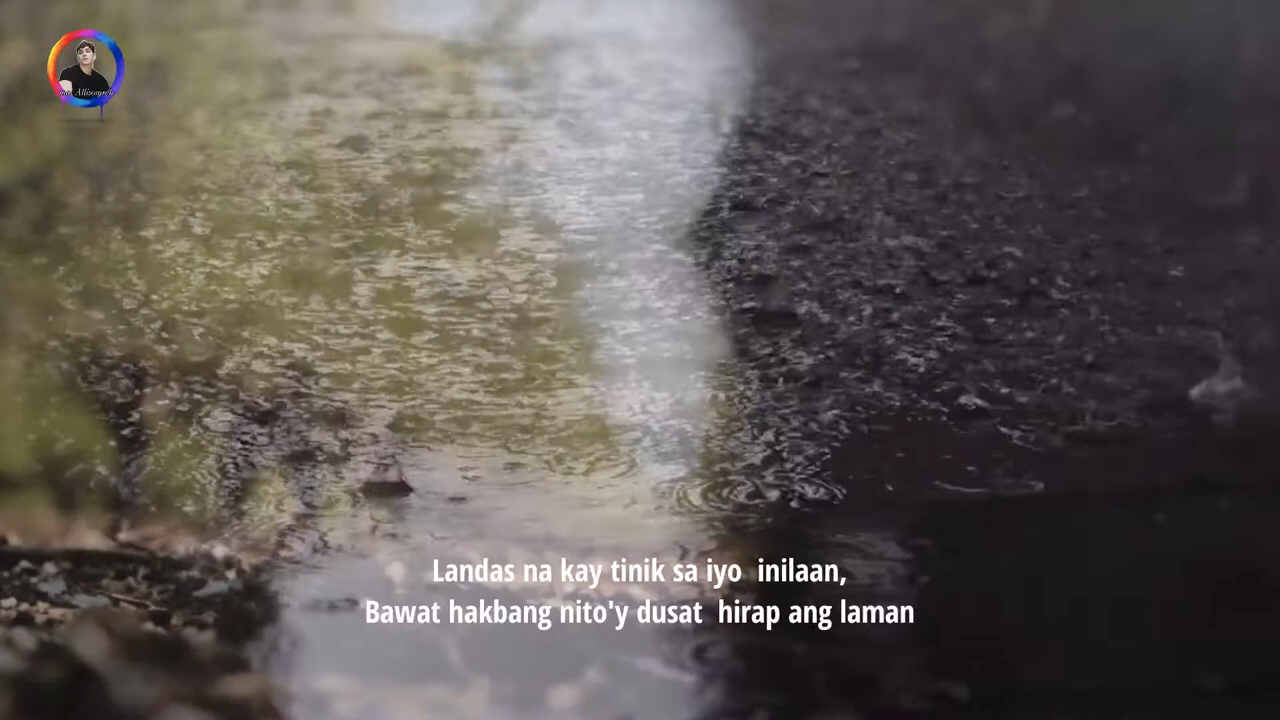 Landas na kay tinik sa iyo inilaan,
Bawat hakbang nito'y dusat hirap ang laman